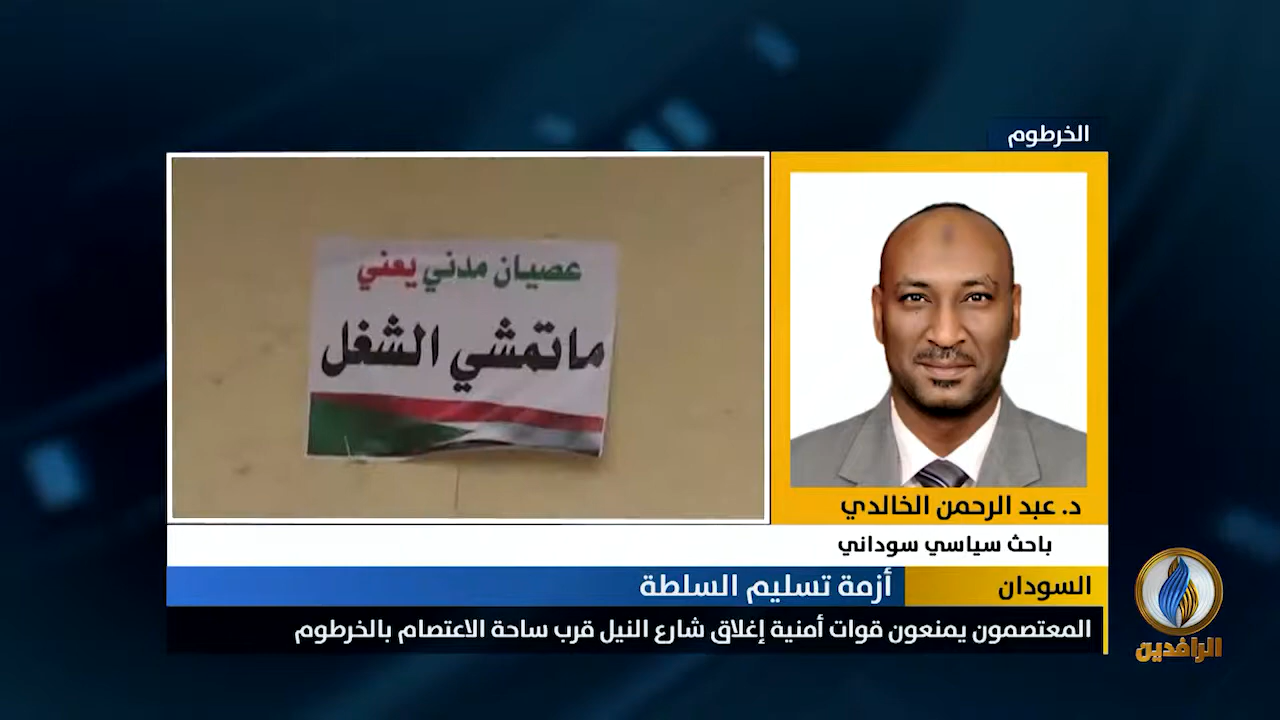 الخرطوم
عصيان مدني يعني
ماتمشي الشغل
د. عبد الرحمن الخالدي
باحث سياسي سوداني
السودان
أزمة تسليم السلطة
المعتصمون يمنعون قوات أمنية إغلاق شارع النيل قرب ساحة الاعتصام بالخرطوم
الرافدين